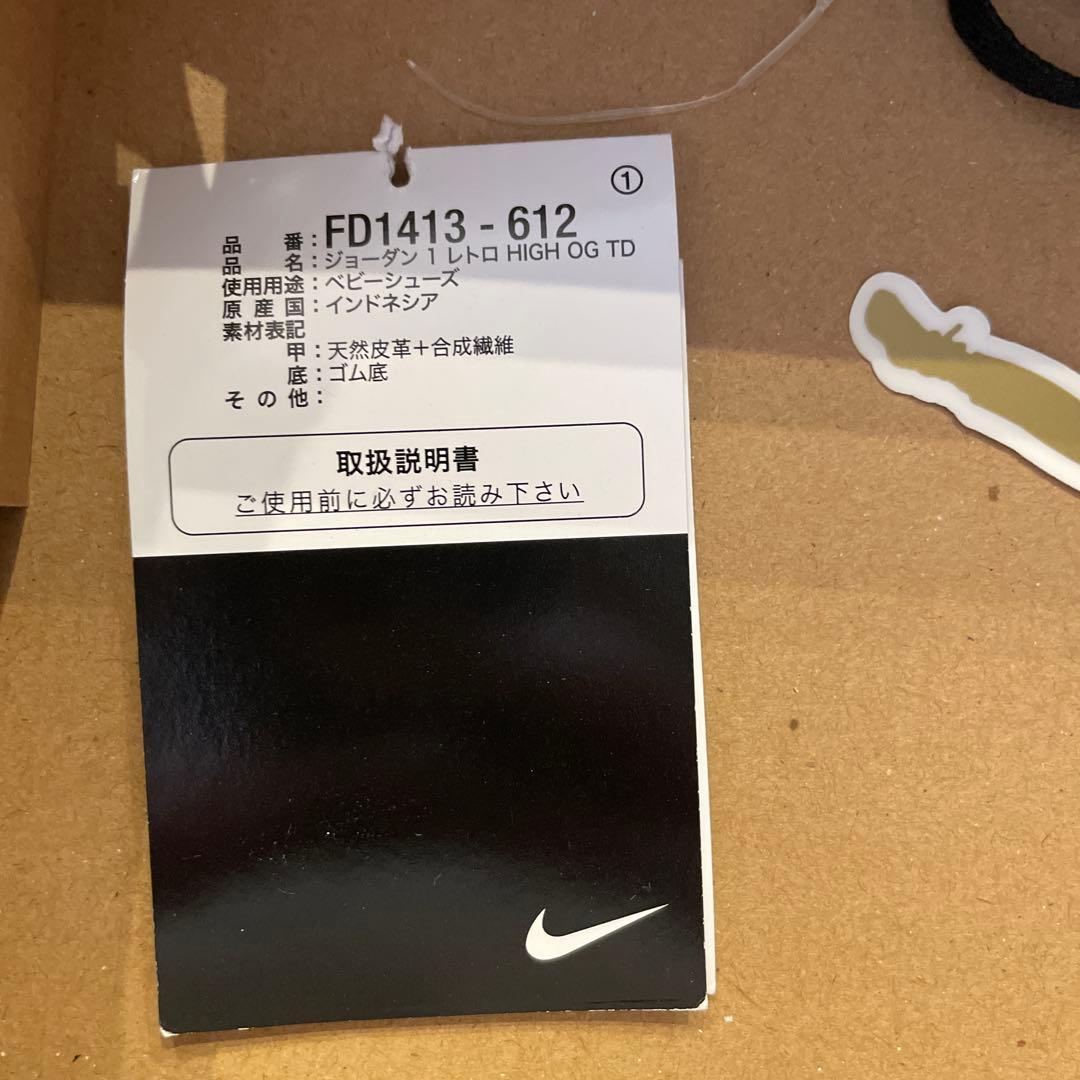 ①
品番：FD1413 - 612
品名：ジョーダン 1 レトロ HIGH OG TD
使用用途：ベビーシューズ
原産国：インドネシア
素材表記
甲：天然皮革＋合成繊維
底：ゴム底
その他：
取扱説明書
ご使用前に必ずお読み下さい